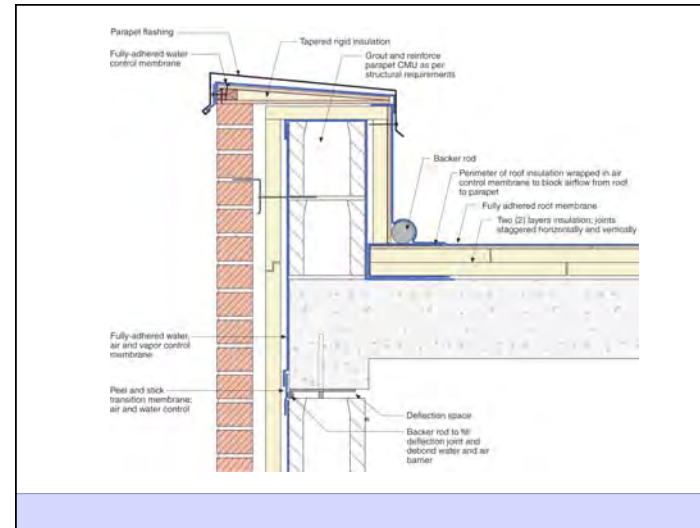 Parapet flashing
Fully-adhered water
control membrane
Tapered rigid insulation
Grout and reinforce
parapet CMU as per
structural requirements
Backer rod
Perimeter of roof insulation wrapped in air
control membrane to block airflow from roof
to parapet
Fully adhered roof membrane
Two (2) layers insulation; joints
staggered horizontally and vertically
Fully-adhered water,
air and vapor control
membrane
Peel and stick
transition membrane;
air and water control
Deflection space
Backer rod to fill
deflection joint and
debond water and air
barrier